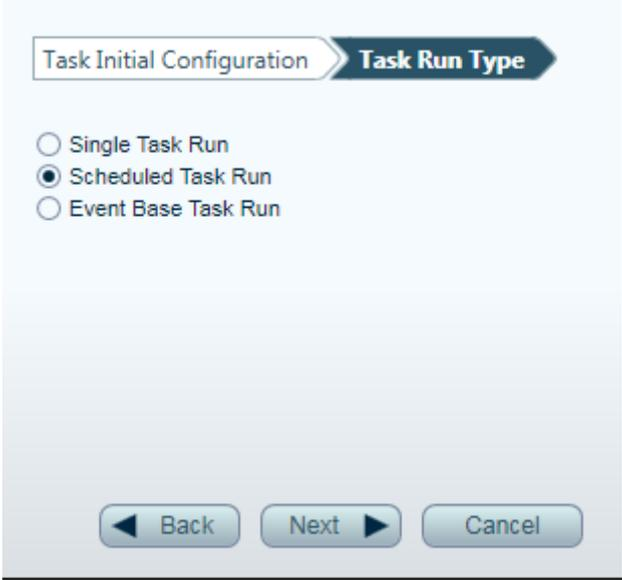 Task Initial Configuration Task Run Type
Single Task Run
Scheduled Task Run
Event Base Task Run
Back Next Cancel